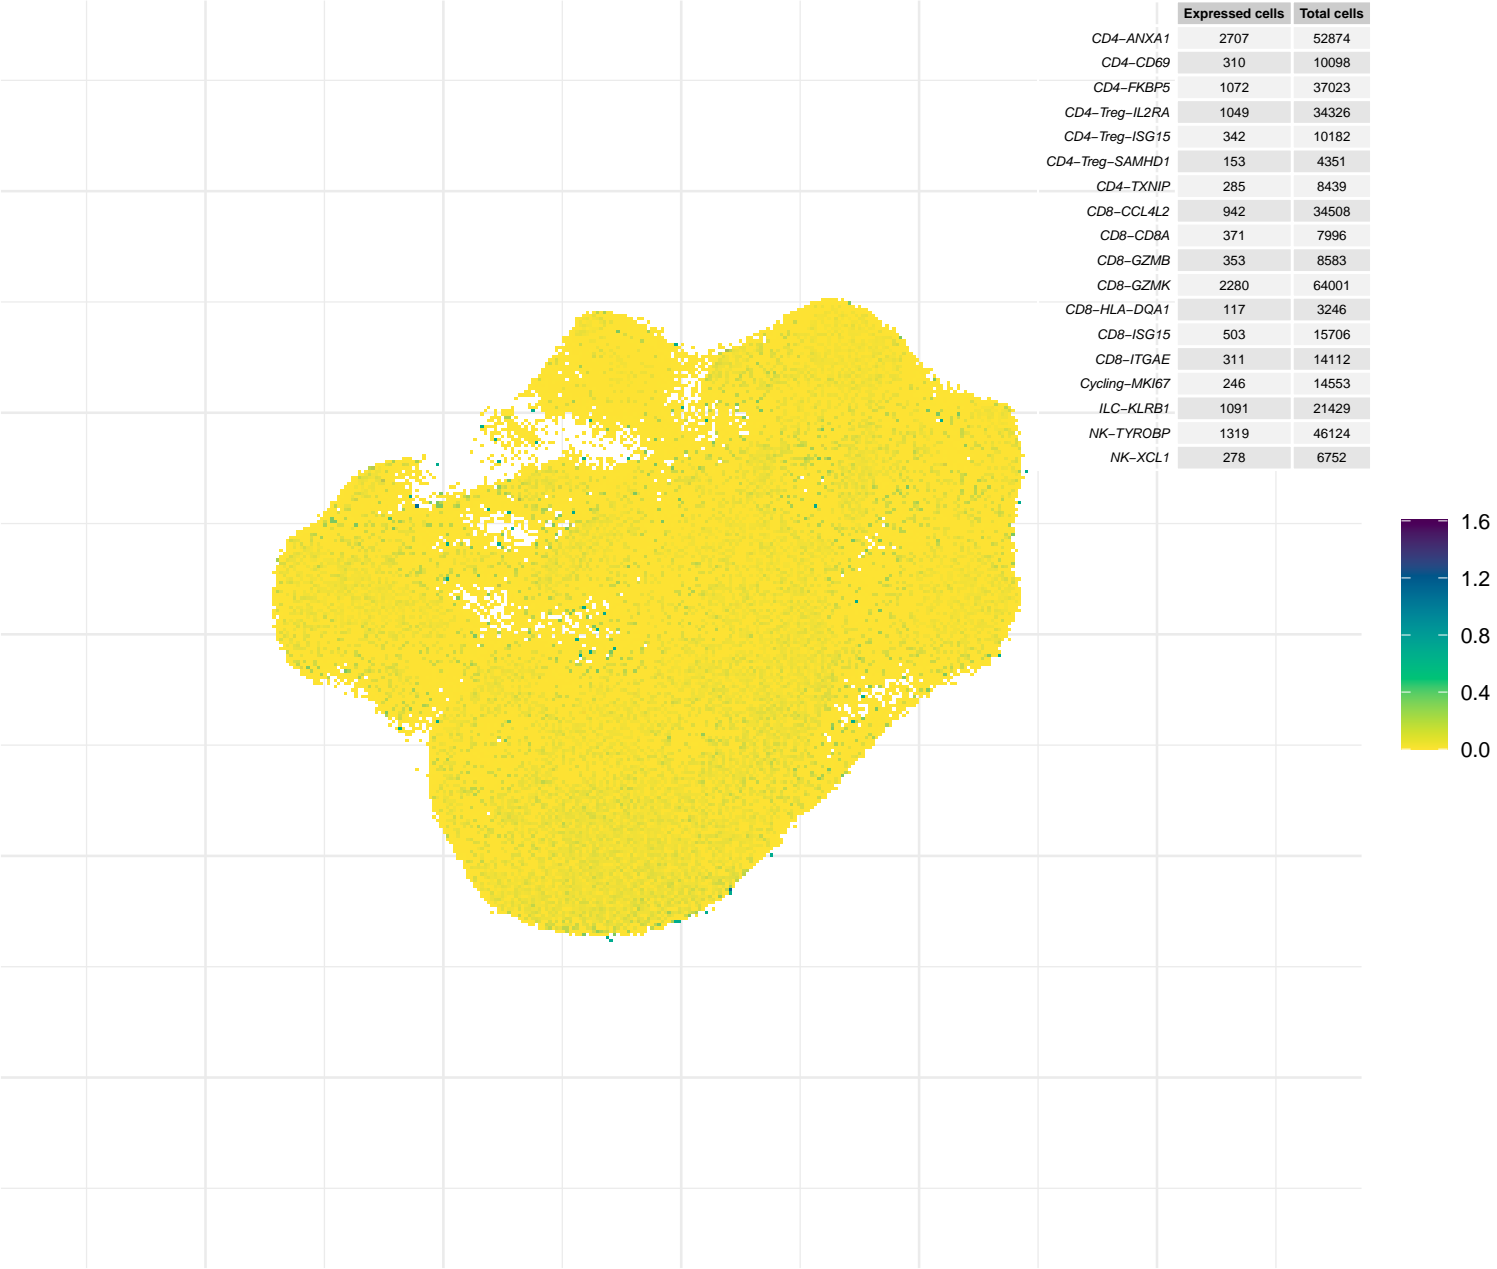 Expressed cells Total cells
CD4−ANXA1 2707 52874
CD4−CD69 310 10098
CD4−FKBP5 1072 37023
CD4−Treg−IL2RA 1049 34326
CD4−Treg−ISG15 342 10182
CD4−Treg−SAMHD1 153 4351
CD4−TXNIP 285 8439
CD8−CCL4L2 942 34508
CD8−CD8A 371 7996
CD8−GZMB 353 8583
CD8−GZMK 2280 64001
CD8−HLA−DQA1 117 3246
CD8−ISG15 503 15706
CD8−ITGAE 311 14112
Cycling−MKI67 246 14553
ILC−KLRB1 1091 21429
NK−TYROBP 1319 46124
NK−XCL1 278 6752
1.6
1.2
0.8
0.4
0.0